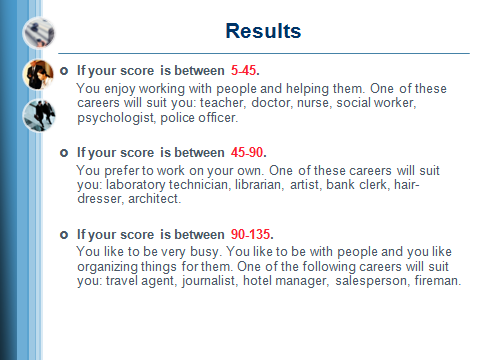 Results
If your score is between 5-45.
You enjoy working with people and helping them. One of these
careers will suit you: teacher, doctor, nurse, social worker,
psychologist, police officer.
If your score is between 45-90.
You prefer to work on your own. One of these careers will suit
you: laboratory technician, librarian, artist, bank clerk, hair-
dresser, architect.
If your score is between 90-135.
You like to be very busy. You like to be with people and you like
organizing things for them. One of the following careers will suit
you: travel agent, journalist, hotel manager, salesperson, fireman.